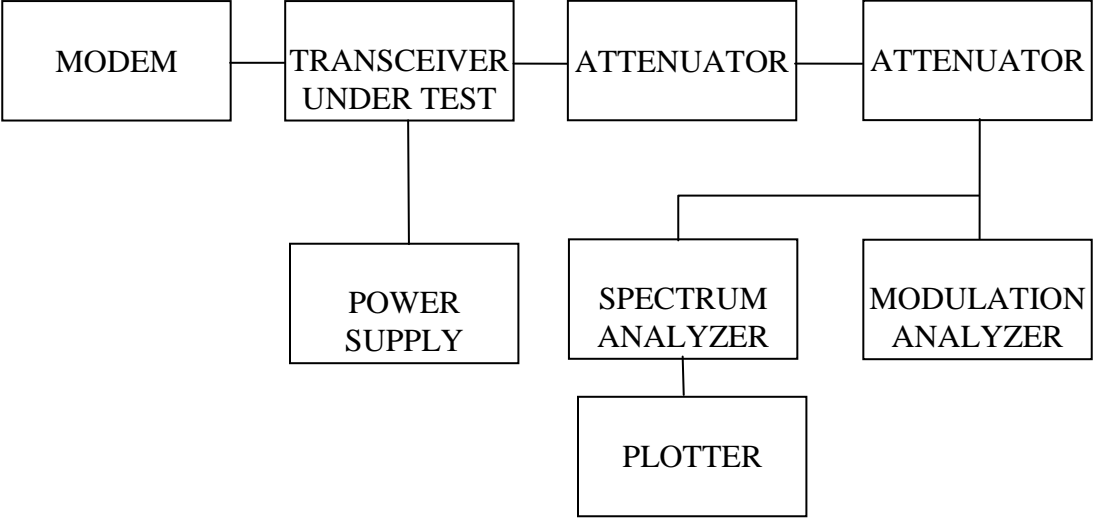 MODEM
TRANSCEIVER
UNDER TEST
ATTENUATOR
ATTENUATOR
POWER
SUPPLY
SPECTRUM
ANALYZER
MODULATION
ANALYZER
PLOTTER